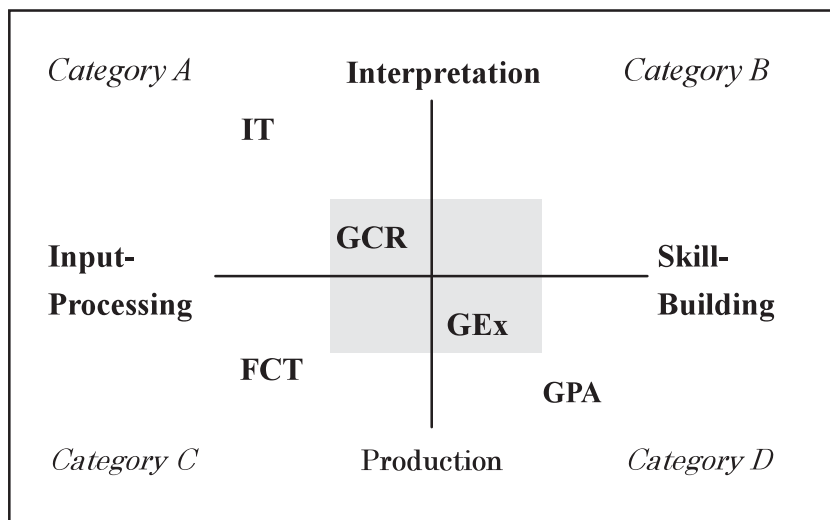 Category A
Interpretation
Category B
IT
GCR
Input-
Processing
Skill-
Building
GEx
FCT
GPA
Category C
Production
Category D